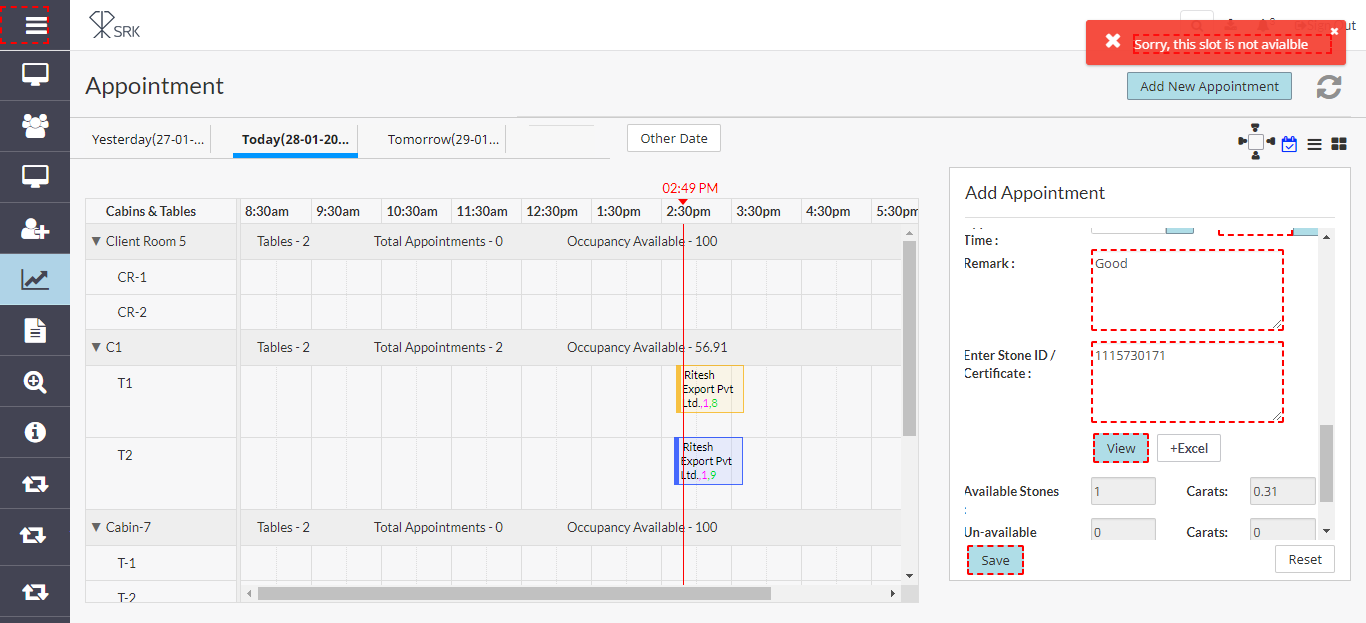 SRK
Sorry, this slot is not avialble
Appointment
Add New Appointment
Yesterday(27-01-...
Today(28-01-20...
Tomorrow(29-01...
Other Date
02:49 PM
Cabins & Tables 8:30am 9:30am 10:30am 11:30am 12:30pm 1:30pm 2:30pm 3:30pm 4:30pm 5:30pm
Client Room 5 Tables - 2 Total Appointments - 0 Occupancy Available - 100
CR-1
CR-2
C1 Tables - 2 Total Appointments - 2 Occupancy Available - 56.91
T1
Ritesh
Export Pvt
Ltd.,1,8
T2
Ritesh
Export Pvt
Ltd.,1,9
Cabin-7 Tables - 2 Total Appointments - 0 Occupancy Available - 100
T-1
T-2
Add Appointment
Time :
Remark :
Good
Enter Stone ID /
Certificate :
1115730171
View
+Excel
Available Stones
:
1
Carats:
0.31
Un-available
0
Carats:
0
Save
Reset